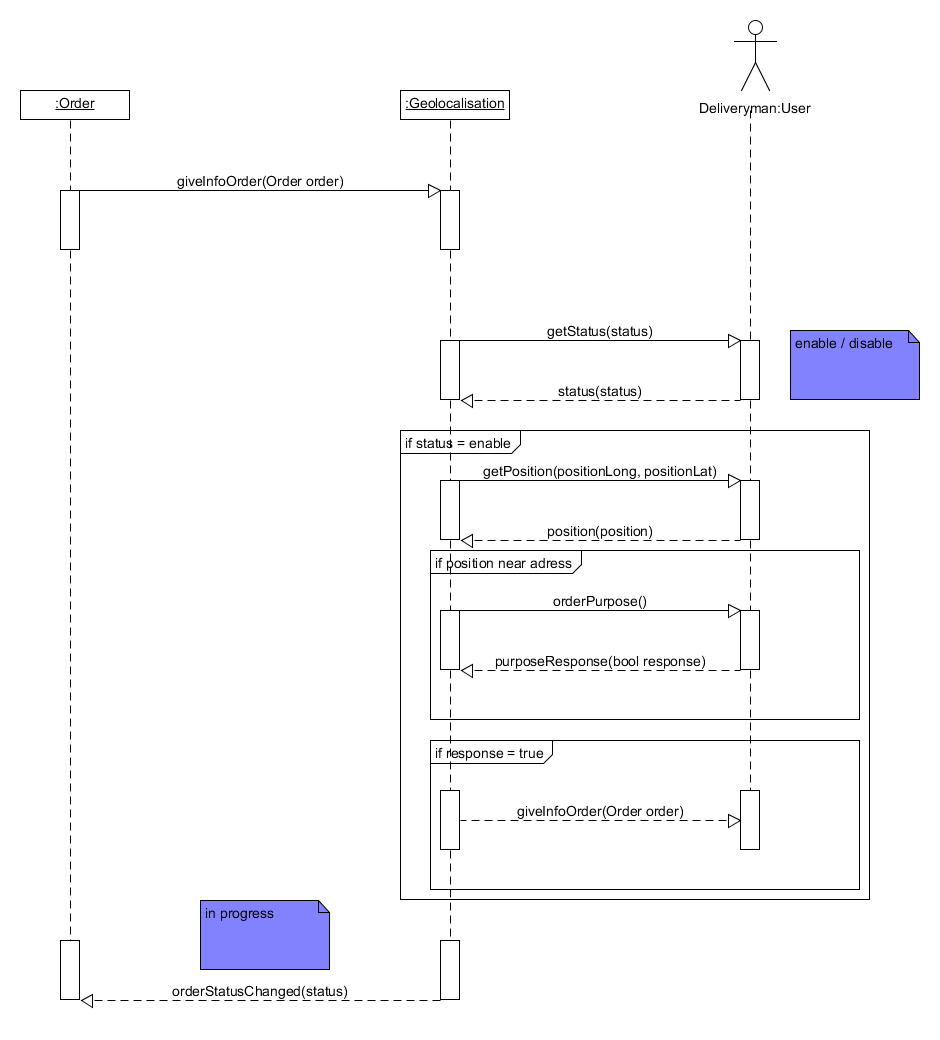 :Order
:Geolocalisation
Deliveryman:User
giveInfoOrder(Order order)
getStatus(status)
enable / disable
status(status)
if status = enable
getPosition(positionLong, positionLat)
position(position)
if position near adress
orderPurpose()
purposeResponse(bool response)
if response = true
giveInfoOrder(Order order)
in progress
orderStatusChanged(status)